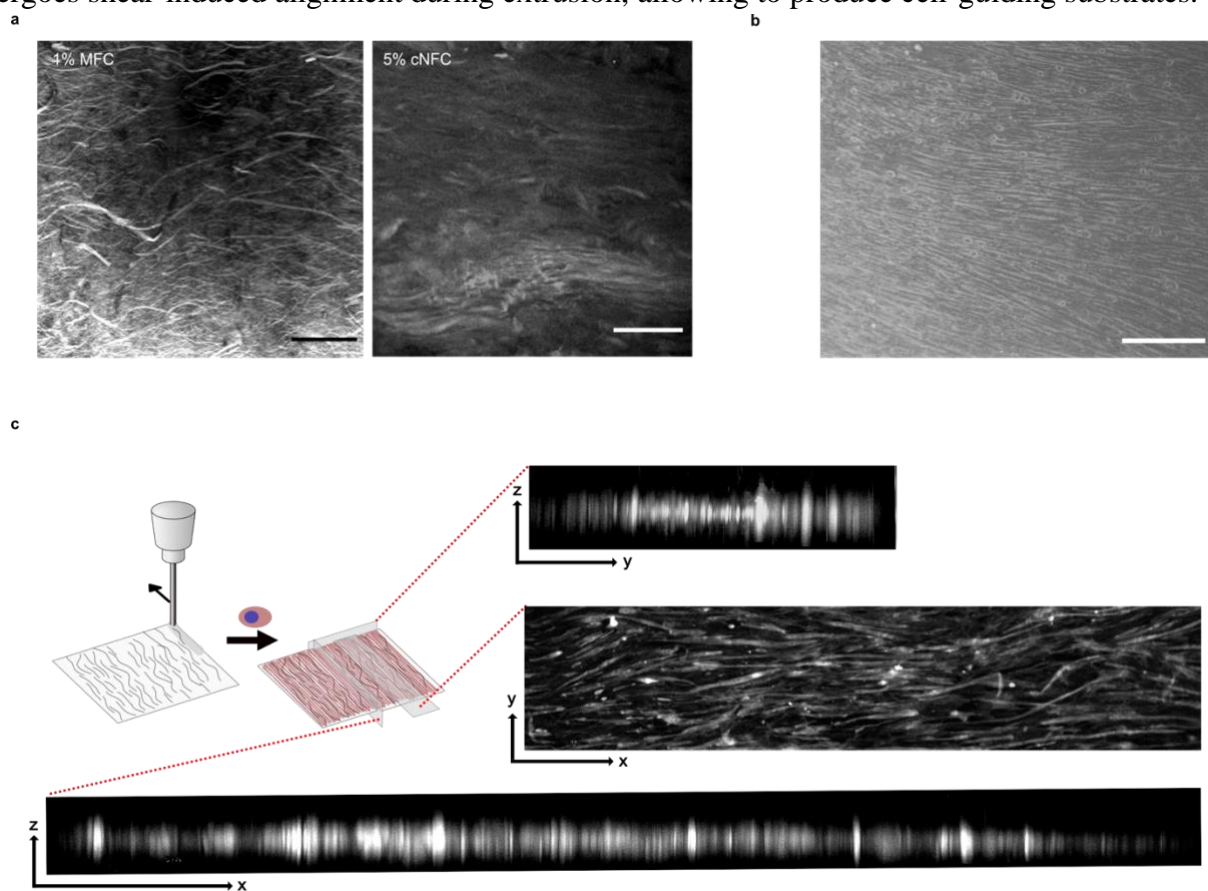 ergoes shear-induced alignment during extrusion, allowing to produce cell-guiding substrates.
a
b
4% MFC
5% cNFC
c
z
y
y
x
z
x